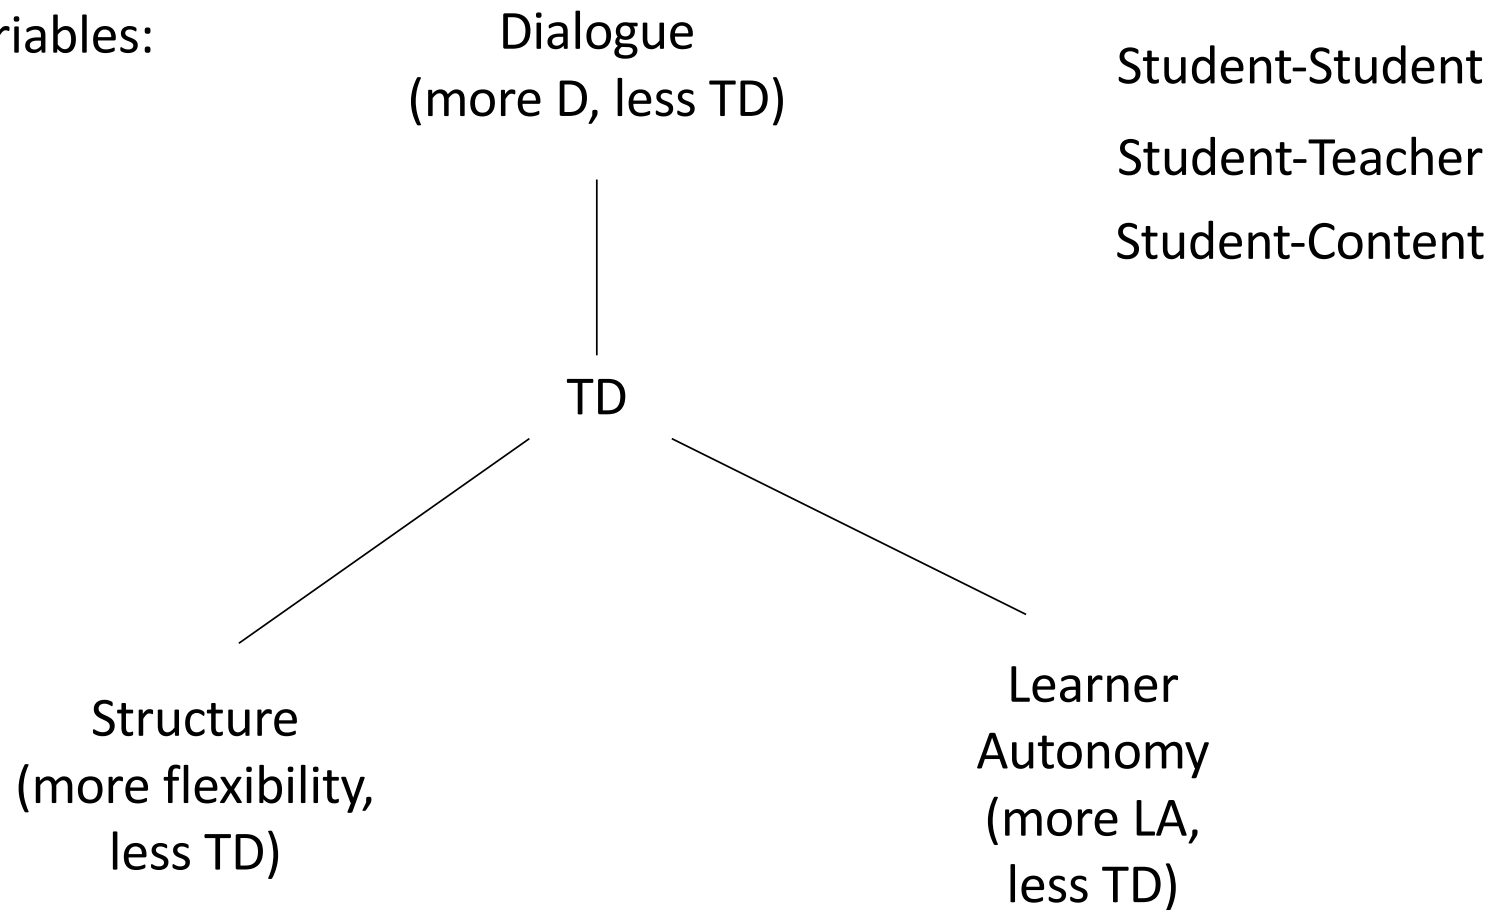 riables:
Dialogue
(more D, less TD)
Student-Student
Student-Teacher
Student-Content
TD
Structure
(more flexibility,
less TD)
Learner
Autonomy
(more LA,
less TD)